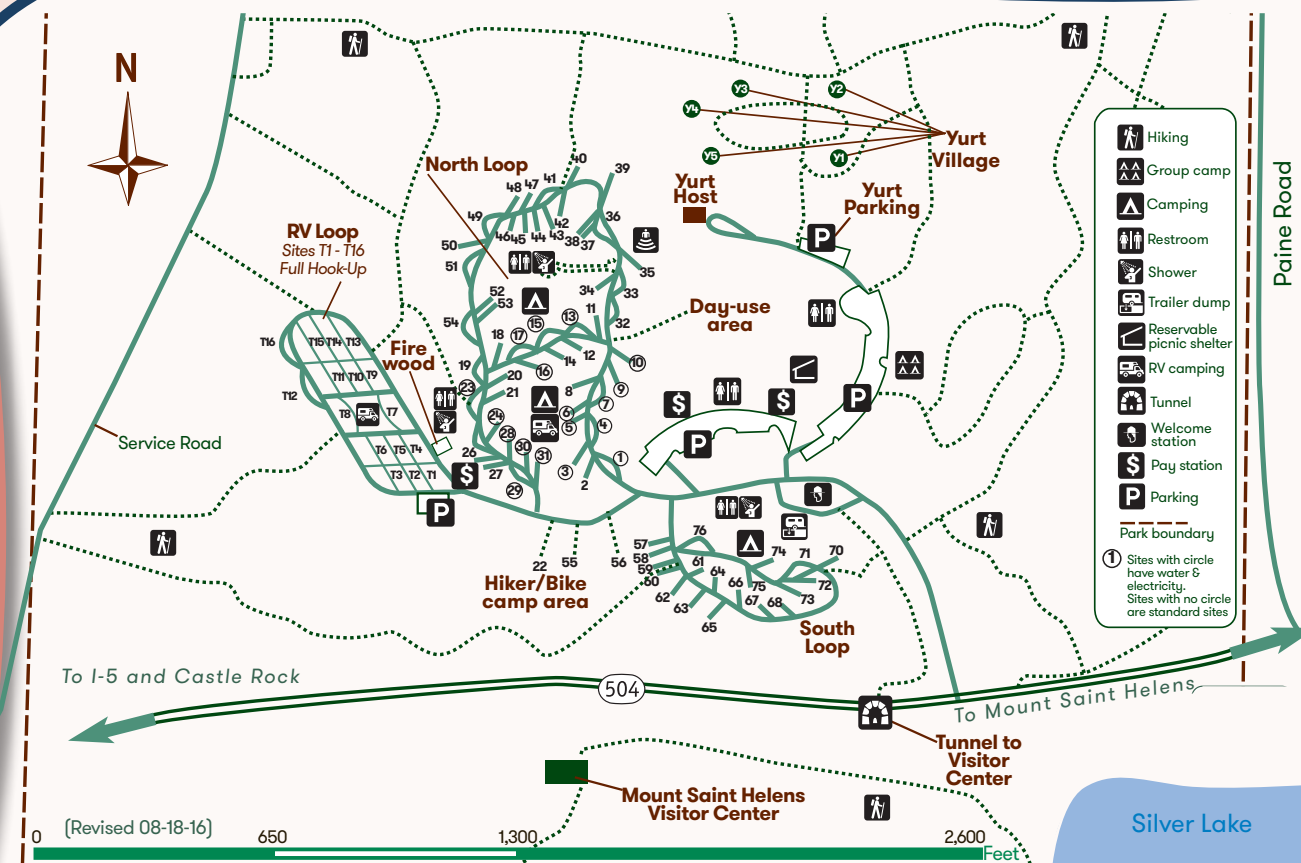 N
Y3
Y2
Y4
Y5
Y1
Yurt
Village
Yurt
Host
Yurt
Parking
P
North Loop
40
39
41
47
48
49
36
42
46
45
44
43
38
37
50
51
35
52
53
34
33
54
11
32
13
15
17
18
12
14
10
16
19
20
21
23
8
9
7
6
5
4
24
28
30
31
26
27
29
3
1
2
RV Loop
Sites T1 - T16
Full Hook-Up
T16
T15
T14
T13
T11
T10
T9
T12
T8
T7
T6
T5
T4
T3
T2
T1
Fire
wood
Day-use
area
$
$
$
P
P
P
Service Road
22
55
56
Hiker/Bike
camp area
57
58
59
60
76
61
64
62
63
65
66
75
74
71
70
67
68
73
72
South
Loop
Hiking
Group camp
Camping
Restroom
Shower
Trailer dump
Reservable
picnic shelter
RV camping
Tunnel
Welcome
station
$ Pay station
P Parking
Park boundary
1 Sites with circle
have water &
electricity.
Sites with no circle
are standard sites
Paine Road
To I-5 and Castle Rock
504
To Mount Saint Helens
Tunnel to
Visitor
Center
Mount Saint Helens
Visitor Center
Silver Lake
(Revised 08-18-16)
0
650
1,300
2,600
Feet